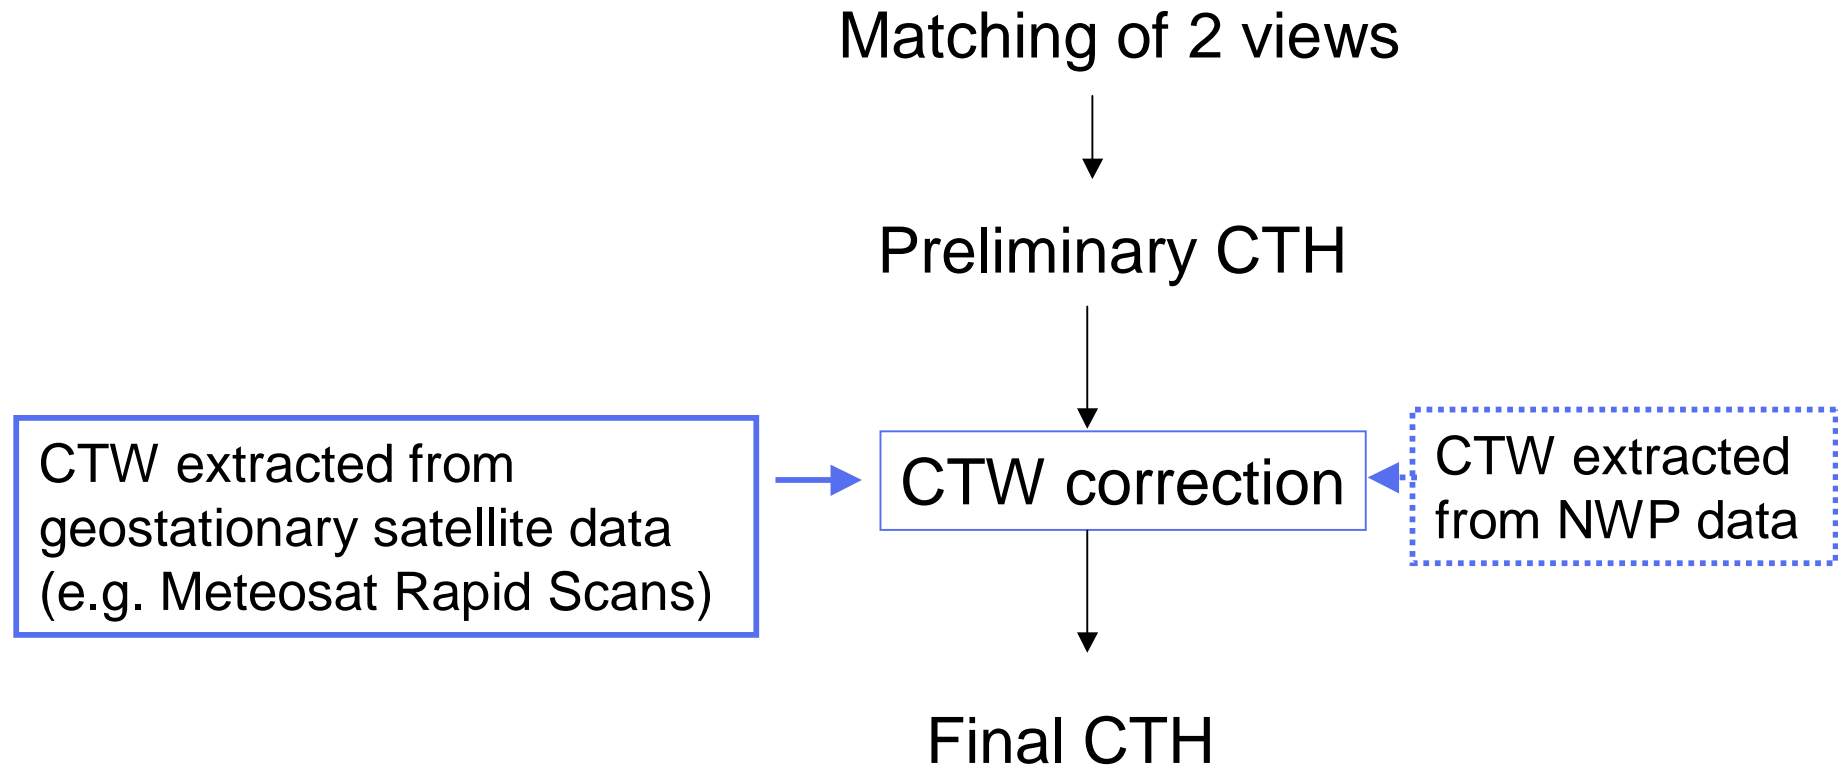 Matching of 2 views
Preliminary CTH
CTW extracted from
geostationary satellite data
(e.g. Meteosat Rapid Scans)
CTW correction
CTW extracted
from NWP data
Final CTH